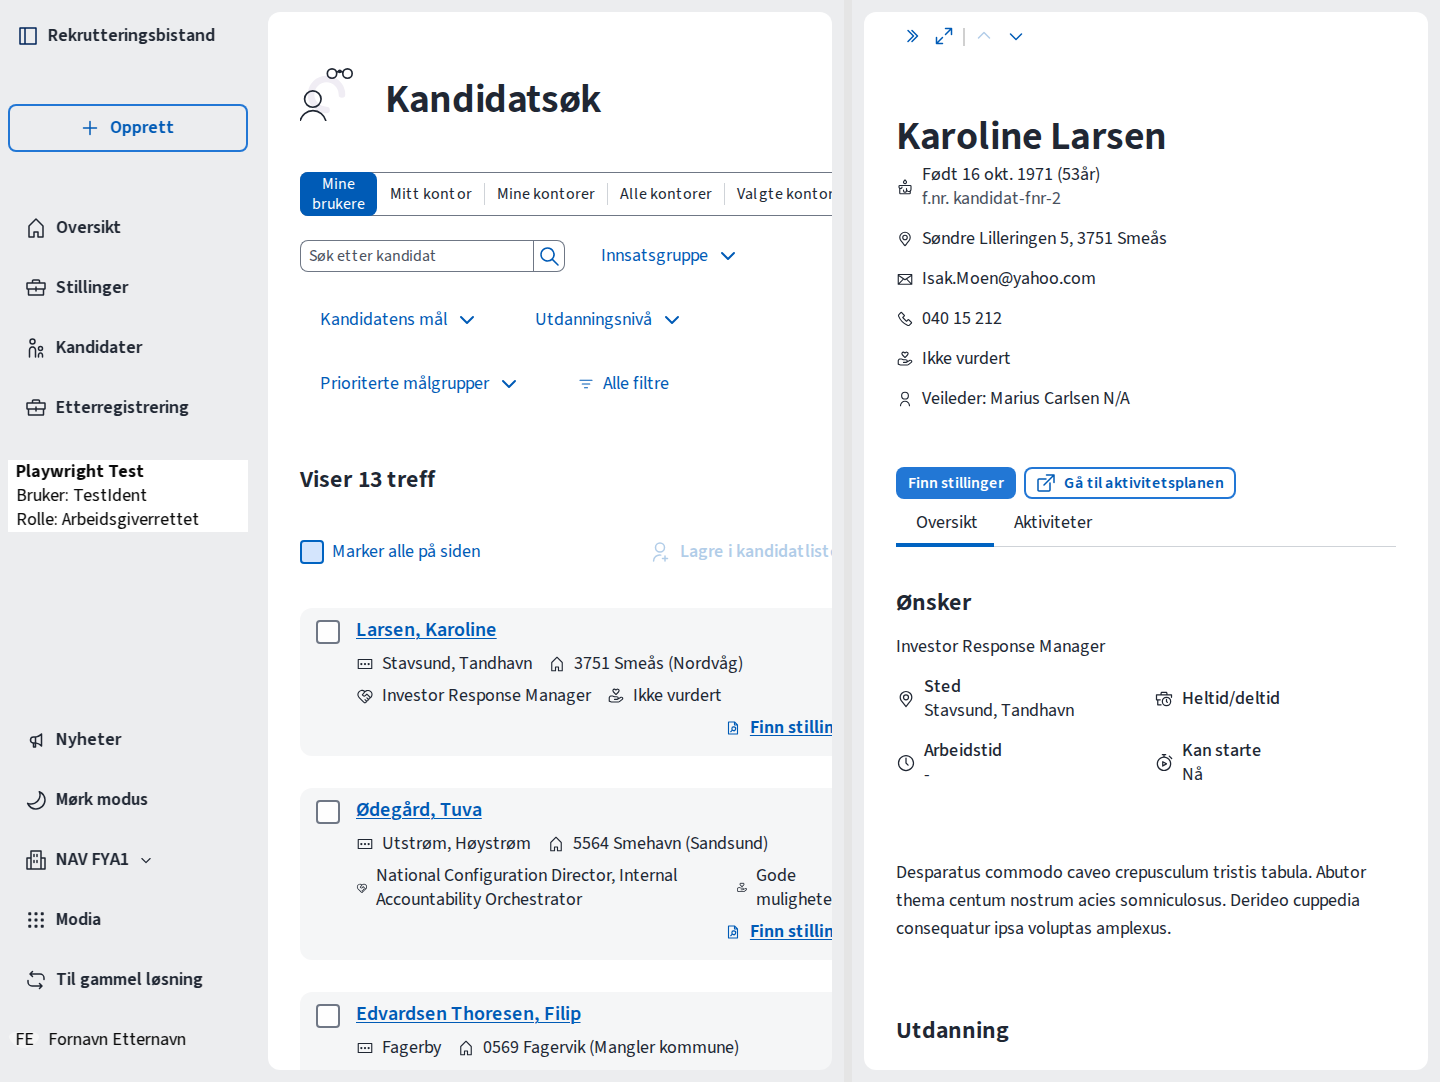 Rekrutteringsbistand
Opprett
Oversikt
Stillinger
Kandidater
Etterregistrering
Playwright Test
Bruker: TestIdent
Rolle: Arbeidsgiverrettet
Nyheter
Mørk modus
NAV FYA1
Modia
Til gammel løsning
FE Fornavn Etternavn
Kandidatsøk
Mine
brukere
Mitt kontor
Mine kontorer
Alle kontorer
Valgte kontor
Søk etter kandidat
Innsatsgruppe
Kandidatens mål
Utdanningsnivå
Prioriterte målgrupper
Alle filtre
Viser 13 treff
Marker alle på siden
Lagre i kandidatliste
Larsen, Karoline
Stavsund, Tandhavn
3751 Smeås (Nordvåg)
Investor Response Manager
Ikke vurdert
Finn stillin
Ødegård, Tuva
Utstrøm, Høystrøm
5564 Smehavn (Sandsund)
National Configuration Director, Internal
Accountability Orchestrator
Gode
mulighete
Finn stillin
Edvardsen Thoresen, Filip
Fagerby
0569 Fagervik (Mangler kommune)
Karoline Larsen
Født 16 okt. 1971 (53år)
f.nr. kandidat-fnr-2
Søndre Lilleringen 5, 3751 Smeås
Isak.Moen@yahoo.com
040 15 212
Ikke vurdert
Veileder: Marius Carlsen N/A
Finn stillinger
Gå til aktivitetsplanen
Oversikt
Aktiviteter
Ønsker
Investor Response Manager
Sted
Stavsund, Tandhavn
Heltid/deltid
Arbeidstid
-
Kan starte
Nå
Desparatus commodo caveo crepusculum tristis tabula. Abutor
thema centum nostrum acies somniculosus. Derideo cuppedia
consequatur ipsa voluptas amplexus.
Utdanning